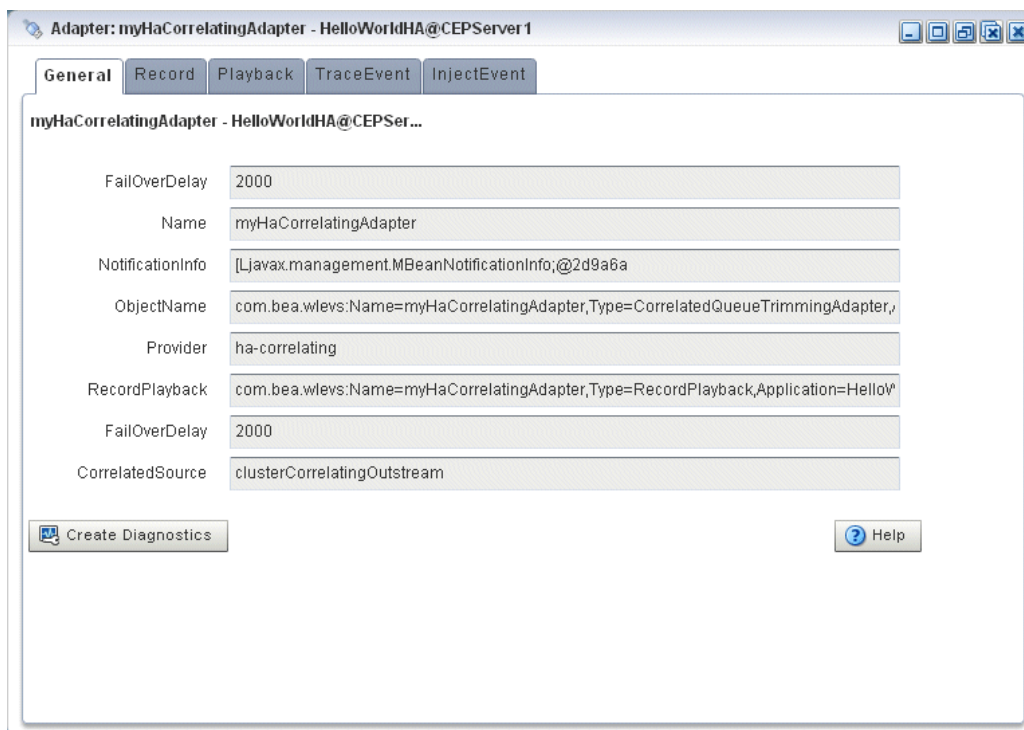 Adapter: myHaCorrelatingAdapter - HelloWorldHA@CEPServer1
General Record Playback TraceEvent InjectEvent
myHaCorrelatingAdapter - HelloWorldHA@CEPSer...
FailOverDelay 2000
Name myHaCorrelatingAdapter
NotificationInfo [Ljavax.management.MBeanNotificationInfo;@2d9a6a
ObjectName com.bea.wlevs:Name=myHaCorrelatingAdapter,Type=CorrelatedQueueTrimmingAdapter,
Provider ha-correlating
RecordPlayback com.bea.wlevs:Name=myHaCorrelatingAdapter,Type=RecordPlayback,Application=HelloW
FailOverDelay 2000
CorrelatedSource clusterCorrelatingOutstream
Create Diagnostics Help